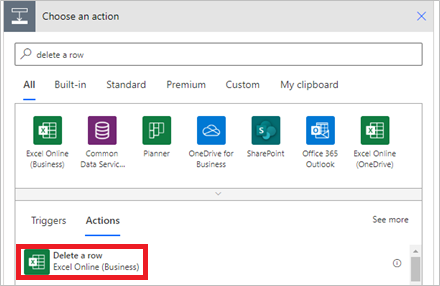 Choose an action
delete a row
All Built-in Standard Premium Custom My clipboard
Excel Online (Business)
Common Data Servic...
Planner
OneDrive for Business
SharePoint
Office 365 Outlook
Excel Online (OneDrive)
Triggers Actions See more
Delete a row
Excel Online (Business)